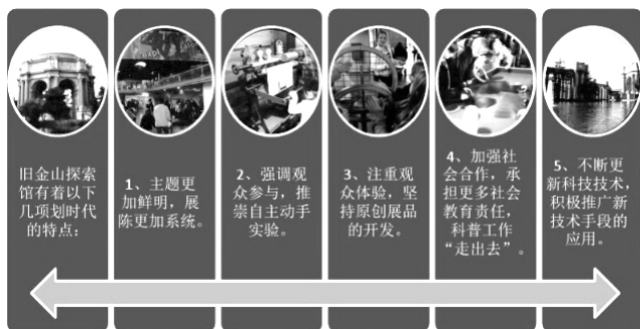 旧金山探索
馆有着以下
几项划时代
的特点：
1、主题更
加鲜明，展
陈更加系统。
2、强调观
众参与，推
崇自主动手
实验。
3、注重观
众体验，坚
持原创展品
的开发。
4、加强社
会合作，承
担更多社会
教育责任，
科普工作
“走出去”。
5、不断更
新科技技术，
积极推广新
技术手段的
应用。